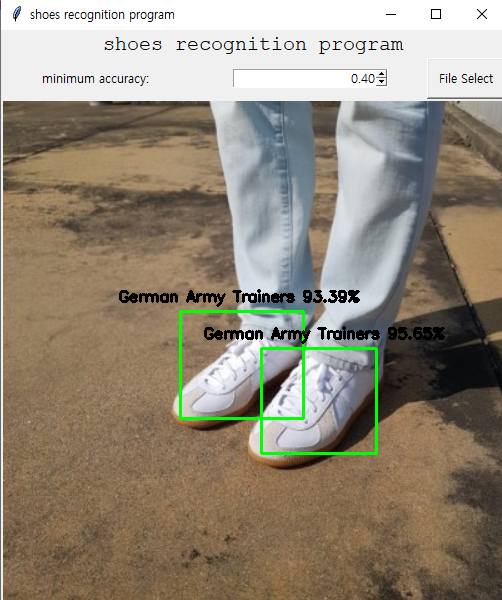 shoes recognition program
shoes recognition program
minimum accuracy:
0.40
File Select
German Army Trainers 93.39%
German Army Trainers 95.65%